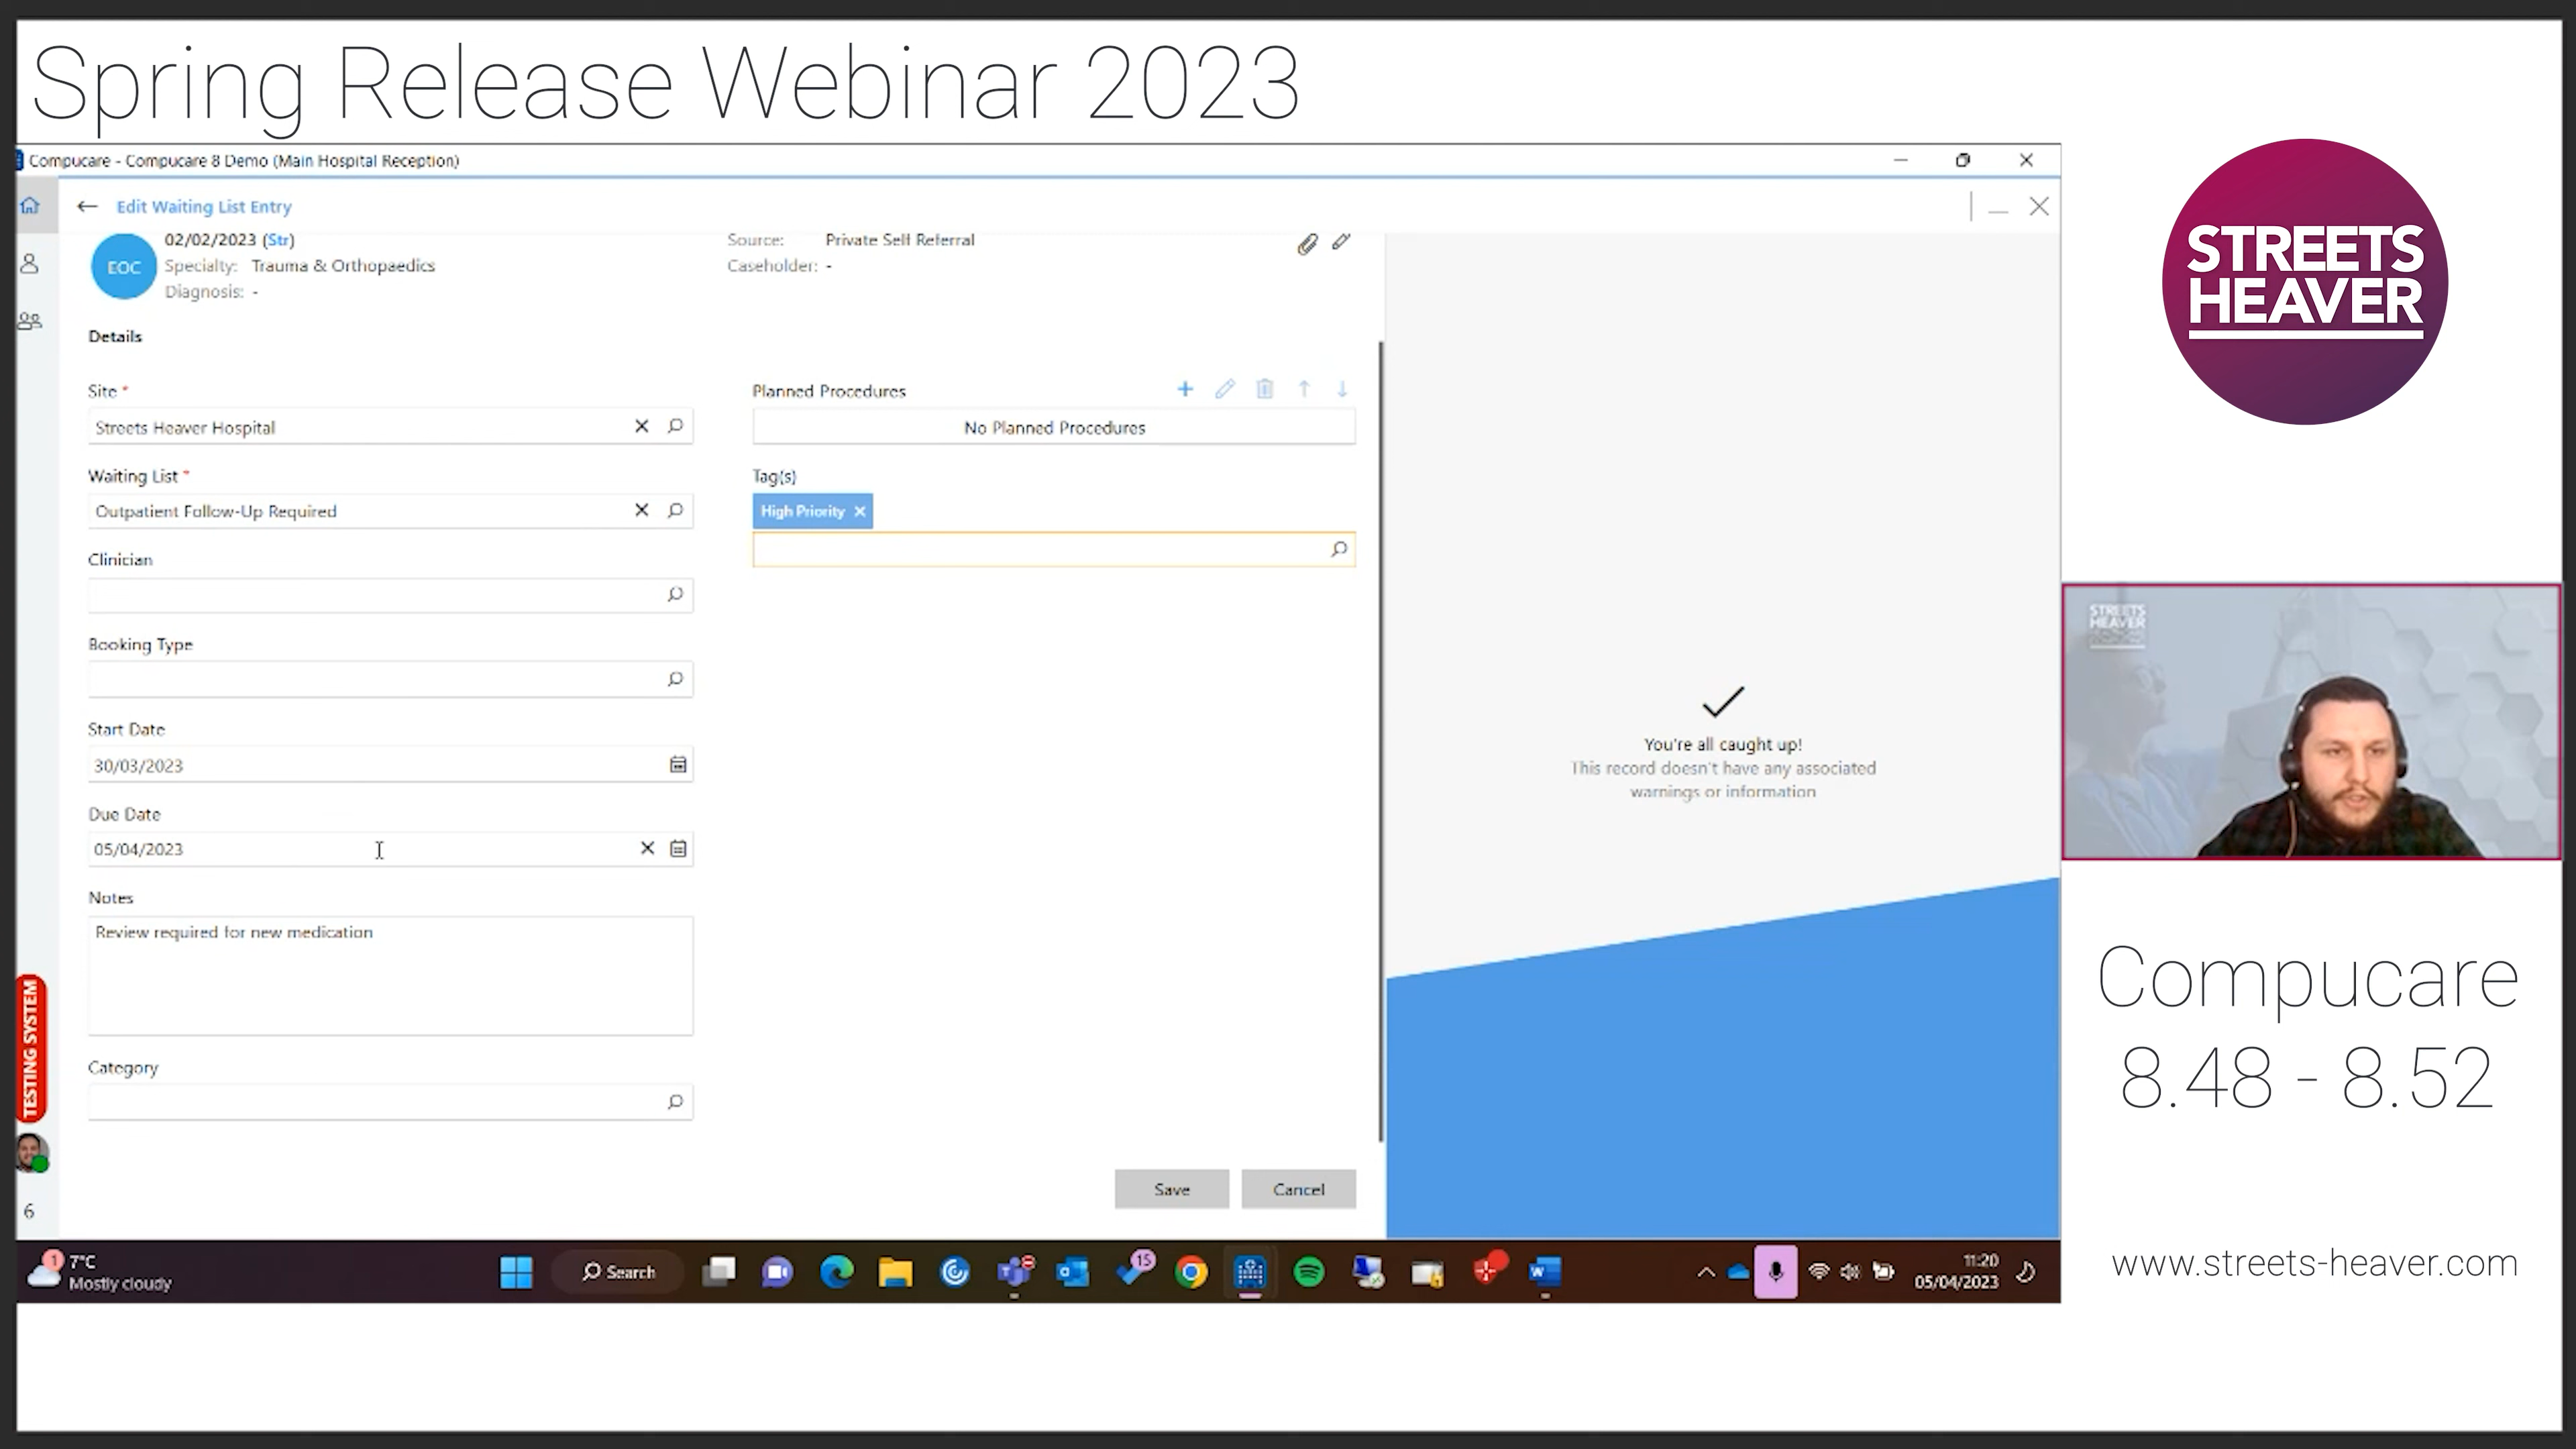 Spring Release Webinar 2023
Compucare - Compucare 8 Demo (Main Hospital Reception)
Edit Waiting List Entry
EOC
02/02/2023 (Str)
Specialty: Trauma & Orthopaedics
Diagnosis: -
Source: Private Self Referral
Caseholder: -
Details
Site *
Streets Heaver Hospital
Waiting List *
Outpatient Follow-Up Required
Clinician
Booking Type
Start Date
30/03/2023
Due Date
05/04/2023
Notes
Review required for new medication
Category
Planned Procedures
No Planned Procedures
Tag(s)
High Priority
Save
Cancel
You're all caught up!
This record doesn't have any associated
warnings or information
TESTING SYSTEM
6
1
7°C
Mostly cloudy
Search
15
11:20
05/04/2023
STREETS
HEAVER
STREETS
HEAVER
Compucare
8.48 - 8.52
www.streets-heaver.com